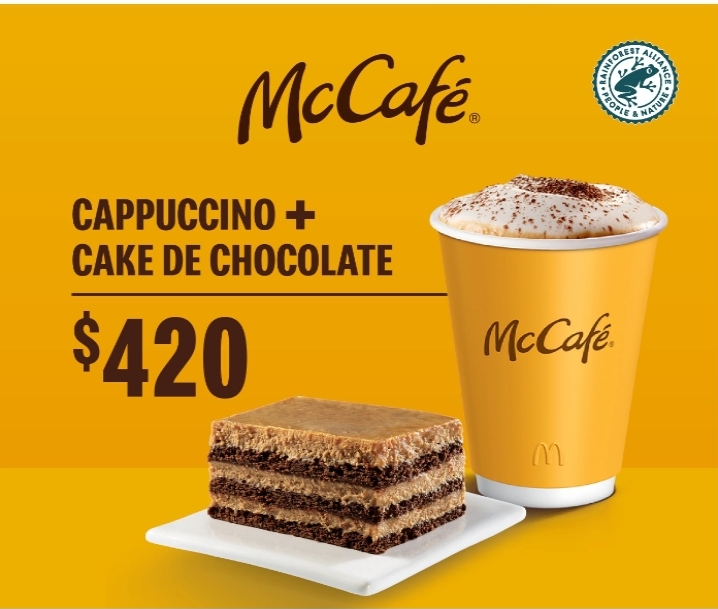 McCafé®
RAINFOREST ALLIANCE
PEOPLE & NATURE
CAPPUCCINO +
CAKE DE CHOCOLATE
$420
McCafé®